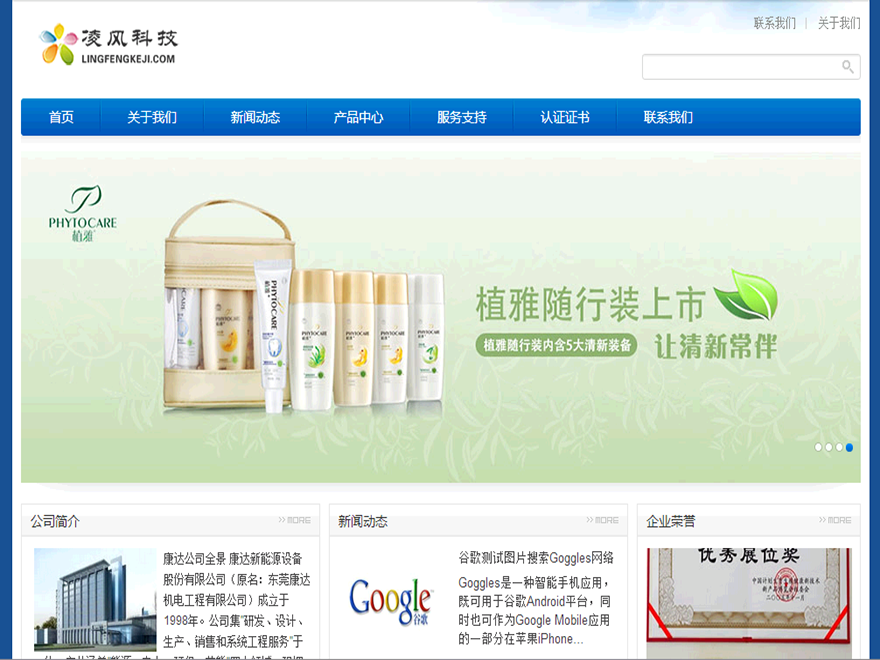 联系我们 | 关于我们
凌风科技
LINGFENGKEJI.COM
首页 关于我们 新闻动态 产品中心 服务支持 认证证书 联系我们
PHYTOCARE
植雅
植雅随行装上市
植雅随行装内含5大清新装备 让清新常伴
PHYTOCARE
PHYTOCARE
PHYTOCARE
PHYTOCARE
PHYTOCARE
公司简介 >> MORE
康达公司全景 康达新能源设备
股份有限公司（原名：东莞康达
机电工程有限公司）成立于
1998年。公司集"研发、设计、
生产、销售和系统工程服务"于
新闻动态 >> MORE
Google
谷歌
谷歌测试图片搜索Goggles网络
Goggles是一种智能手机应用，
既可用于谷歌Android平台，同
时也可作为Google Mobile应用
的一部分在苹果iPhone...
企业荣誉 >> MORE
优秀展位奖